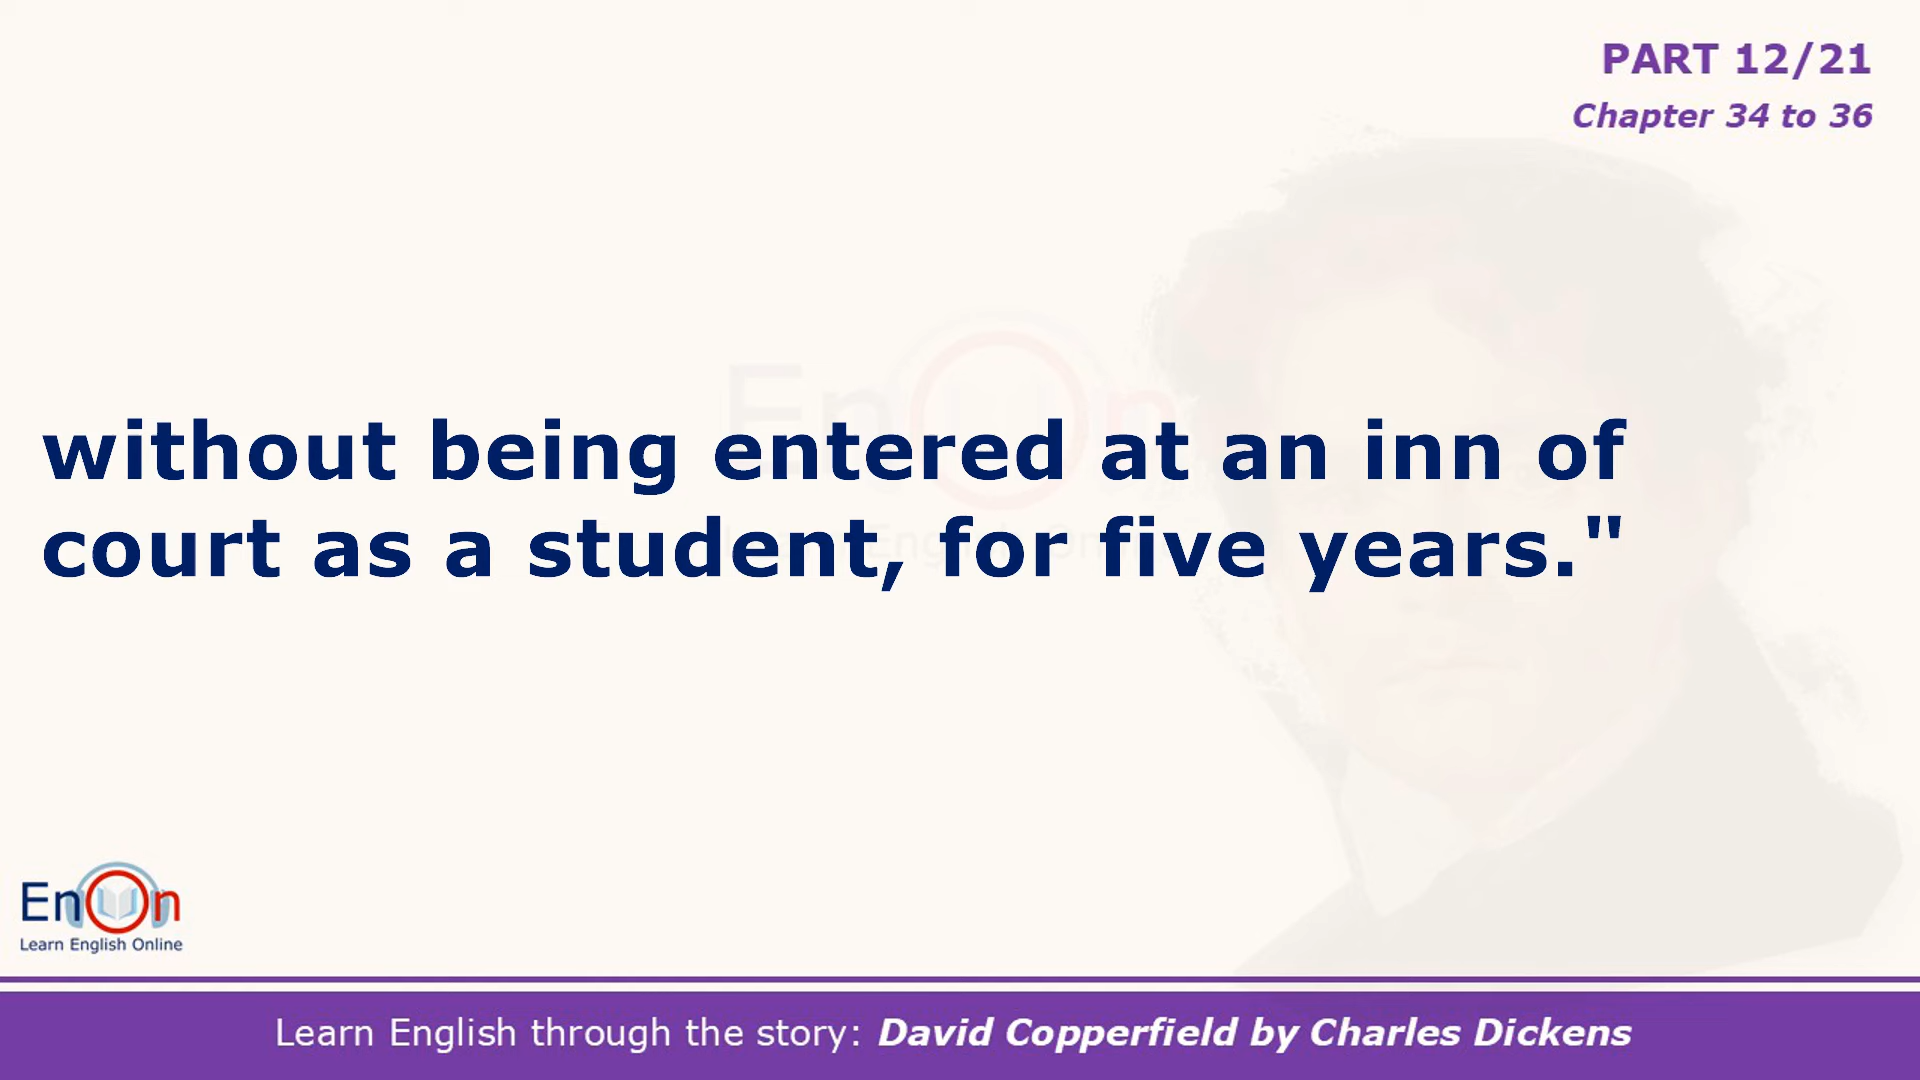 PART 12/21
Chapter 34 to 36
without being entered at an inn of
court as a student, for five years."
EnOn
Learn English Online
Learn English through the story: David Copperfield by Charles Dickens